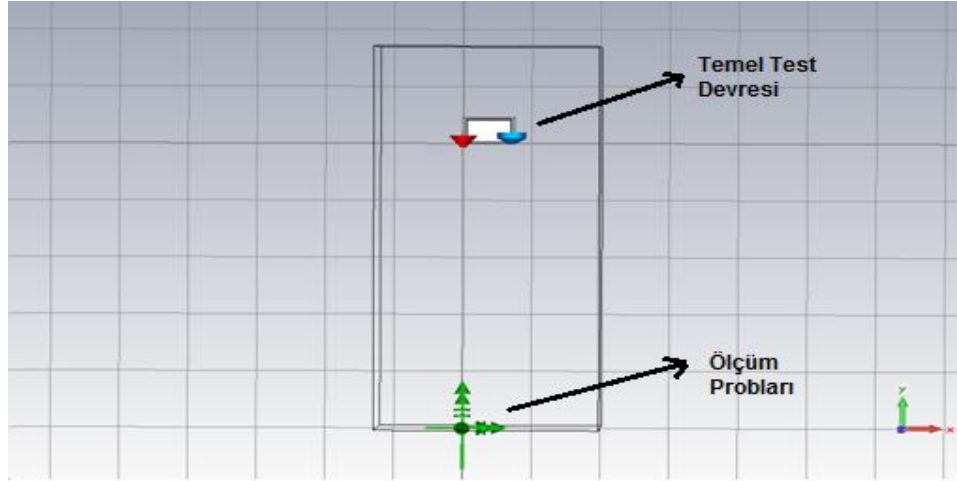 Temel Test
Devresi
Ölçüm
Probları
y
x